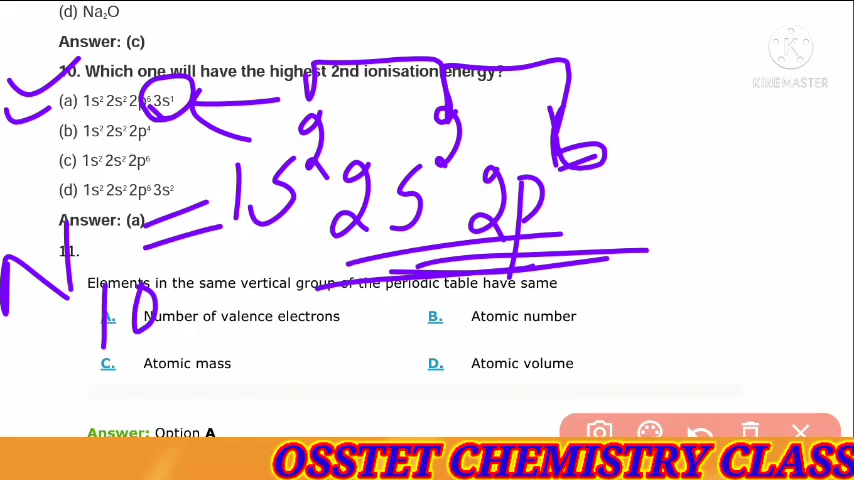 (d) Na₂O
Answer: (c)
10. Which one will have the highest 2nd ionisation energy?
(a) 1s² 2s² 2p⁶ 3s¹
(b) 1s² 2s² 2p⁴
(c) 1s² 2s² 2p⁶
(d) 1s² 2s² 2p⁶ 3s²
1s² 2s² 2p⁶
Answer: (a)
11.
N
10
Elements in the same vertical group of the periodic table have same
A. Number of valence electrons B. Atomic number
C. Atomic mass D. Atomic volume
Answer: Option A
KINEMASTER
OSSTET CHEMISTRY CLASS